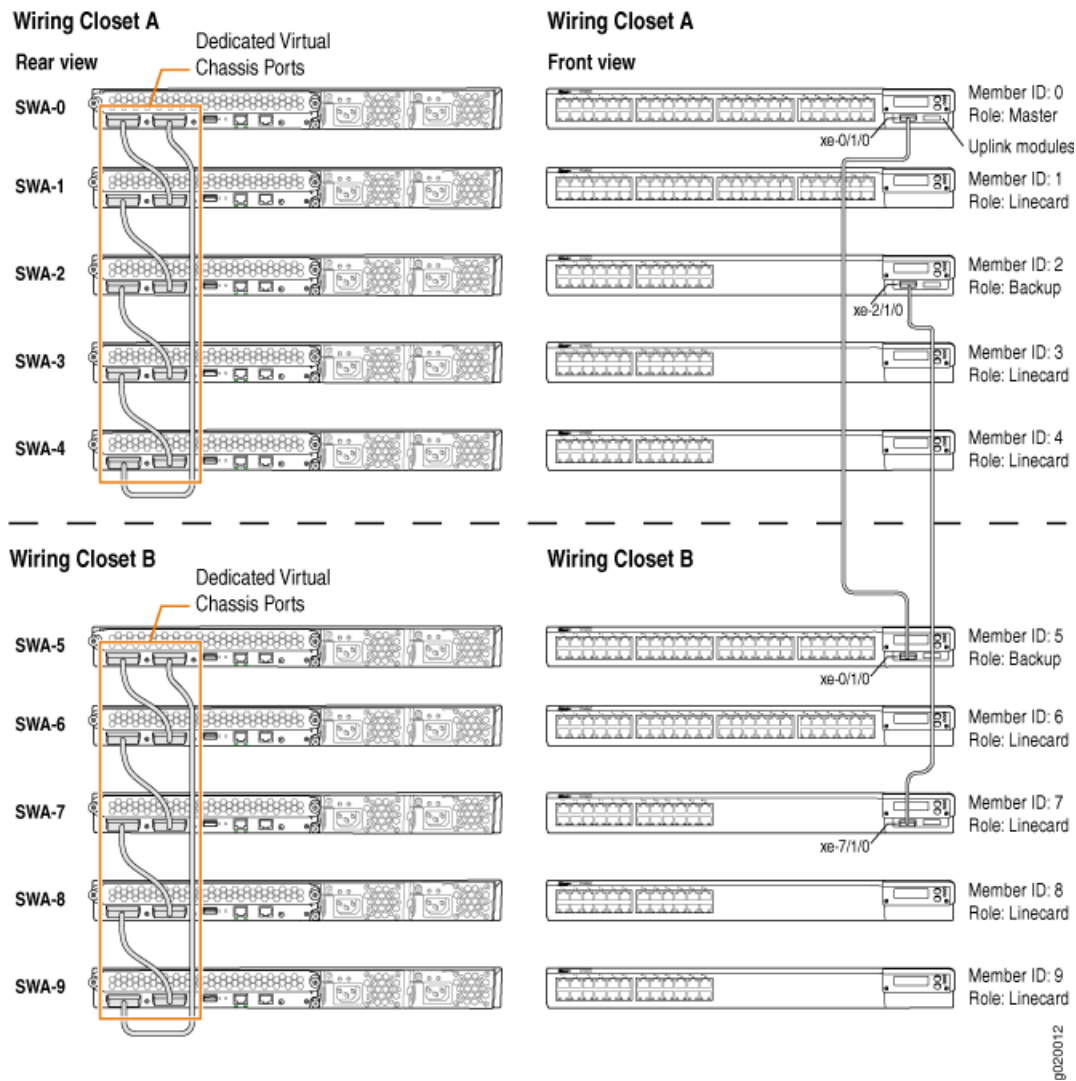 Wiring Closet A
Rear view
Dedicated Virtual
Chassis Ports
SWA-0
SWA-1
SWA-2
SWA-3
SWA-4
Wiring Closet A
Front view
Member ID: 0
Role: Master
xe-0/1/0
Uplink modules
Member ID: 1
Role: Linecard
Member ID: 2
Role: Backup
xe-2/1/0
Member ID: 3
Role: Linecard
Member ID: 4
Role: Linecard
Wiring Closet B
Dedicated Virtual
Chassis Ports
SWA-5
SWA-6
SWA-7
SWA-8
SWA-9
Wiring Closet B
Member ID: 5
Role: Backup
xe-0/1/0
Member ID: 6
Role: Linecard
Member ID: 7
Role: Linecard
xe-7/1/0
Member ID: 8
Role: Linecard
Member ID: 9
Role: Linecard
g020012